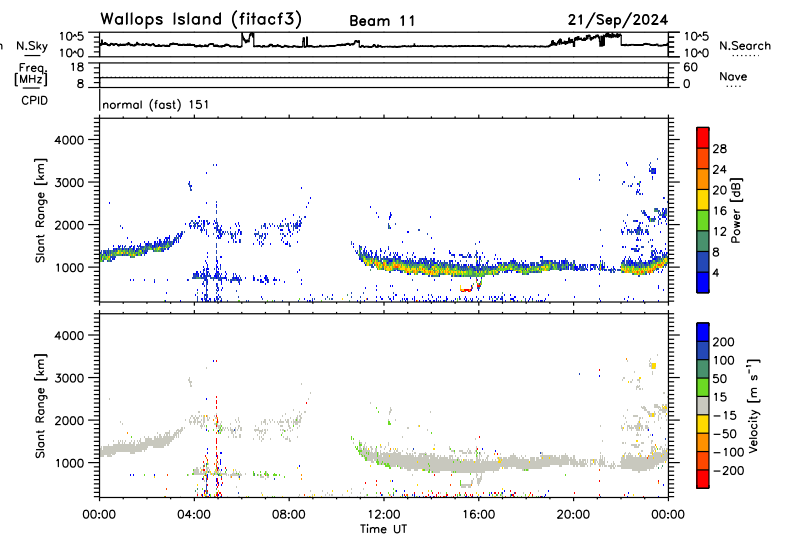 Wallops Island (fitacf3) Beam 11 21/Sep/2024
n N.Sky 10^5 10^0 10^5 10^0 N.Search
Freq. [MHz] 18 8 60 0 Nave
CPID normal (fast) 151
Slant Range [km] 4000 3000 2000 1000
28 24 20 16 12 8 4 Power [dB]
Slant Range [km] 4000 3000 2000 1000
200 100 50 15 −15 −50 −100 −200 Velocity [m s⁻¹]
00:00 04:00 08:00 12:00 16:00 20:00 00:00
Time UT